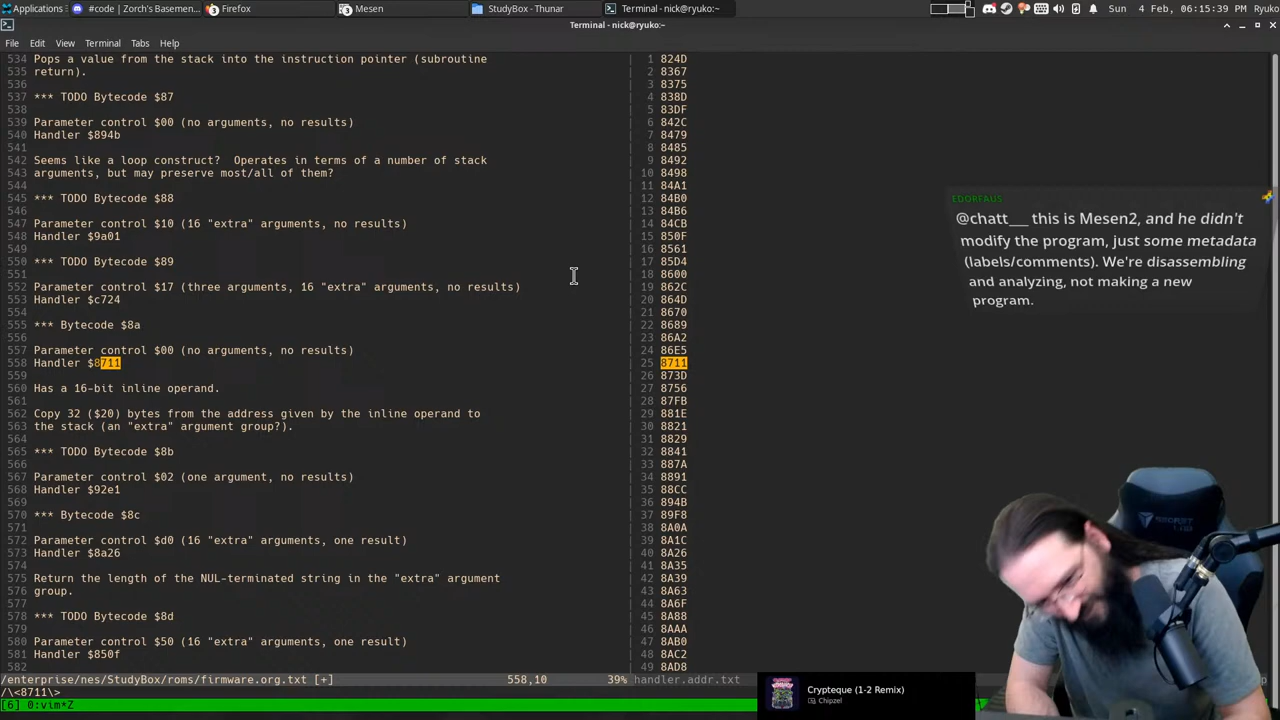 Applications
#code | Zorch's Basemen...
Firefox
Mesen
StudyBox - Thunar
Terminal - nick@ryuko:~
Sun 4 Feb, 06:15:39 PM Ryuko
Terminal - nick@ryuko:~
File Edit View Terminal Tabs Help
534 Pops a value from the stack into the instruction pointer (subroutine
535 return).
536
537 *** TODO Bytecode $87
538
539 Parameter control $00 (no arguments, no results)
540 Handler $894b
541
542 Seems like a loop construct?  Operates in terms of a number of stack
543 arguments, but may preserve most/all of them?
544
545 *** TODO Bytecode $88
546
547 Parameter control $10 (16 "extra" arguments, no results)
548 Handler $9a01
549
550 *** TODO Bytecode $89
551
552 Parameter control $17 (three arguments, 16 "extra" arguments, no results)
553 Handler $c724
554
555 *** Bytecode $8a
556
557 Parameter control $00 (no arguments, no results)
558 Handler $8711
559
560 Has a 16-bit inline operand.
561
562 Copy 32 ($20) bytes from the address given by the inline operand to
563 the stack (an "extra" argument group?).
564
565 *** TODO Bytecode $8b
566
567 Parameter control $02 (one argument, no results)
568 Handler $92e1
569
570 *** Bytecode $8c
571
572 Parameter control $d0 (16 "extra" arguments, one result)
573 Handler $8a26
574
575 Return the length of the NUL-terminated string in the "extra" argument
576 group.
577
578 *** TODO Bytecode $8d
579
580 Parameter control $50 (16 "extra" arguments, one result)
581 Handler $850f
582
/enterprise/nes/StudyBox/roms/firmware.org.txt [+] 558,10 39%
/\<8711\>
[6] 0:vim*Z
1 824D
2 8367
3 8375
4 838D
5 83DF
6 842C
7 8479
8 8485
9 8492
10 8498
11 84A1
12 84B0
13 84B6
14 84CB
15 850F
16 8561
17 85D4
18 8600
19 862C
20 864D
21 8670
22 8689
23 86A2
24 86E5
25 8711
26 873D
27 8756
28 87FB
29 881E
30 8821
31 8829
32 8841
33 887A
34 8891
35 88CC
36 894B
37 89F8
38 8A0A
39 8A1C
40 8A26
41 8A35
42 8A39
43 8A63
44 8A6F
45 8A88
46 8AAA
47 8AB0
48 8AC2
49 8AD8
handler.addr.txt
EDORFAUS
@chatt___ this is Mesen2, and he didn't
modify the program, just some metadata
(labels/comments). We're disassembling
and analyzing, not making a new
program.
Crypteque (1-2 Remix)
Chipzel